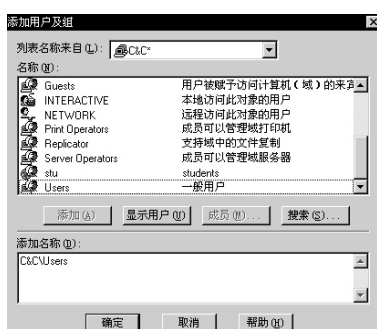 添加用户及组
列表名称来自(L): C&C*
名称(N):
Guests 用户被赋予访问计算机(域)的来宾
INTERACTIVE 本地访问此对象的用户
NETWORK 远程访问此对象的用户
Print Operators 成员可以管理域打印机
Replicator 支持域中的文件复制
Server Operators 成员可以管理域服务器
stu students
Users 一般用户
添加(A) 显示用户(U) 成员(M)... 搜索(S)...
添加名称(D):
C&C\Users
确定 取消 帮助(H)